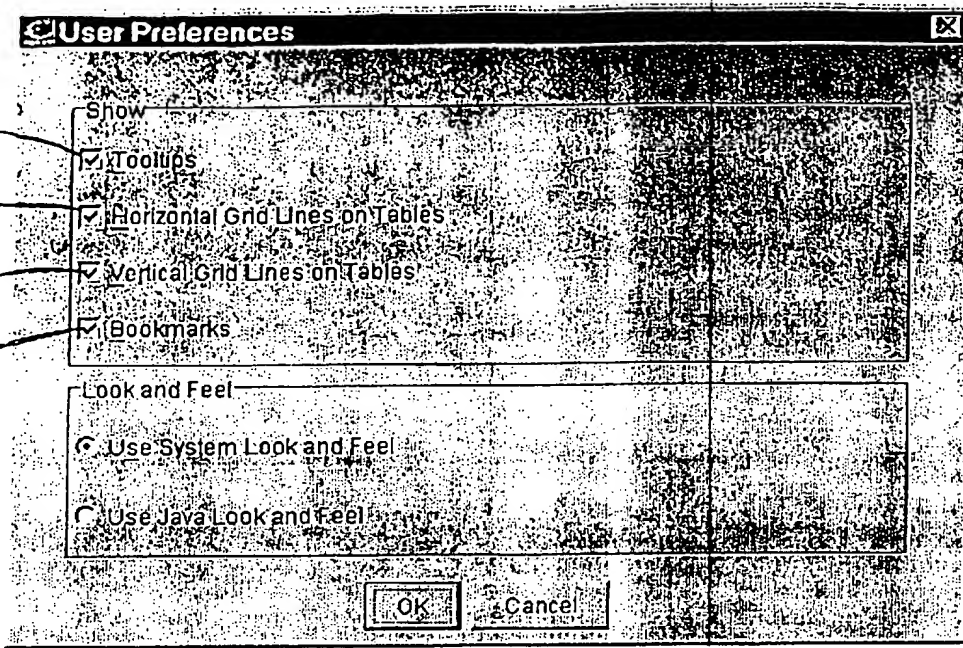 User Preferences
Show
Tooltips
Horizontal Grid Lines on Tables
Vertical Grid Lines on Tables
Bookmarks
Look and Feel
Use System Look and Feel
Use Java Look and Feel
OK Cancel